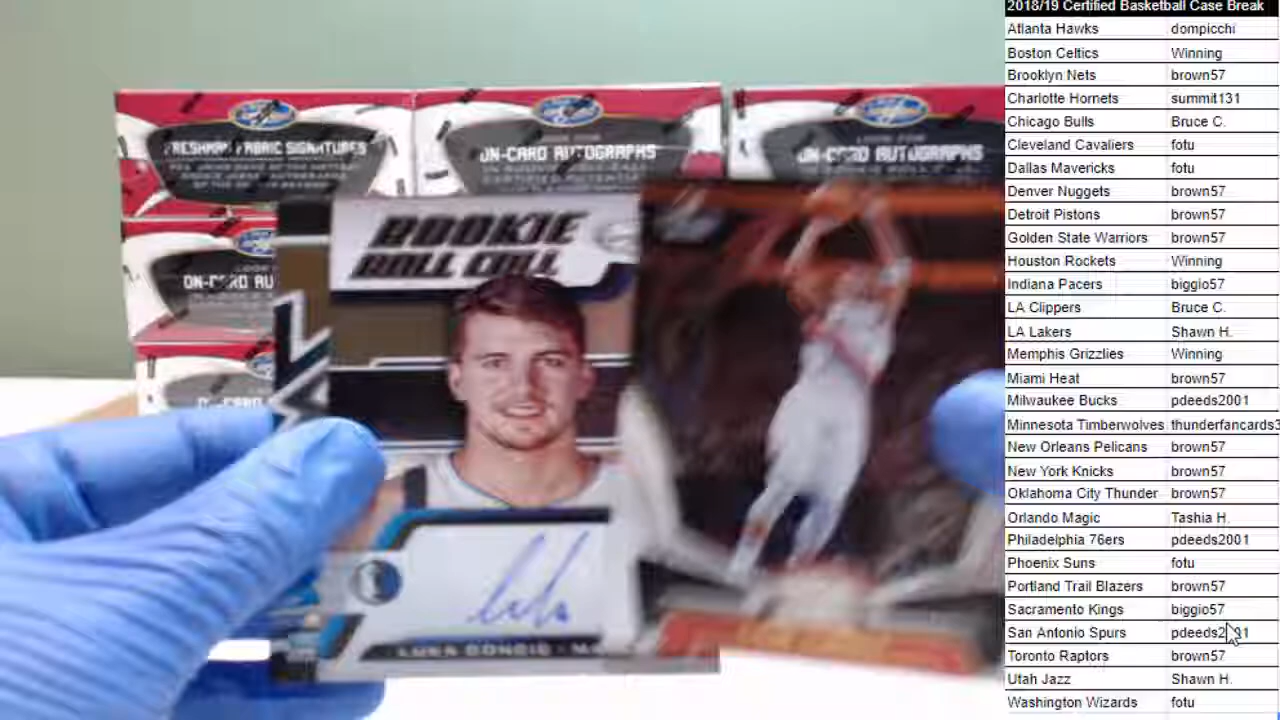 2018/19 Certified Basketball Case Break
Atlanta Hawks dompicchi
Boston Celtics Winning
Brooklyn Nets brown57
Charlotte Hornets summit131
Chicago Bulls Bruce C.
Cleveland Cavaliers fotu
Dallas Mavericks fotu
Denver Nuggets brown57
Detroit Pistons brown57
Golden State Warriors brown57
Houston Rockets Winning
Indiana Pacers biggio57
LA Clippers Bruce C.
LA Lakers Shawn H.
Memphis Grizzlies Winning
Miami Heat brown57
Milwaukee Bucks pdeeds2001
Minnesota Timberwolves thunderfancards3
New Orleans Pelicans brown57
New York Knicks brown57
Oklahoma City Thunder brown57
Orlando Magic Tashia H.
Philadelphia 76ers pdeeds2001
Phoenix Suns fotu
Portland Trail Blazers brown57
Sacramento Kings biggio57
San Antonio Spurs pdeeds2001
Toronto Raptors brown57
Utah Jazz Shawn H.
Washington Wizards fotu
FRESHMAN FABRIC SIGNATURES
ON-CARD AUTOGRAPHS
ON-CARD AUTOGRAPHS
ON-CARD AU
ROOKIE
ROLL CALL
LUKA DONCIC